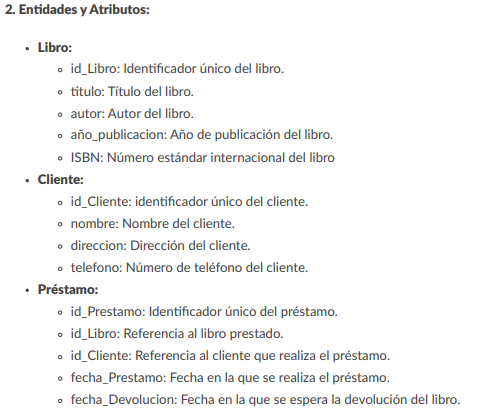 2. Entidades y Atributos:
• Libro:
◦ id_Libro: Identificador único del libro.
◦ titulo: Título del libro.
◦ autor: Autor del libro.
◦ año_publicacion: Año de publicación del libro.
◦ ISBN: Número estándar internacional del libro
• Cliente:
◦ id_Cliente: identificador único del cliente.
◦ nombre: Nombre del cliente.
◦ direccion: Dirección del cliente.
◦ telefono: Número de teléfono del cliente.
• Préstamo:
◦ id_Prestamo: Identificador único del préstamo.
◦ id_Libro: Referencia al libro prestado.
◦ id_Cliente: Referencia al cliente que realiza el préstamo.
◦ fecha_Prestamo: Fecha en la que se realiza el préstamo.
◦ fecha_Devolucion: Fecha en la que se espera la devolución del libro.